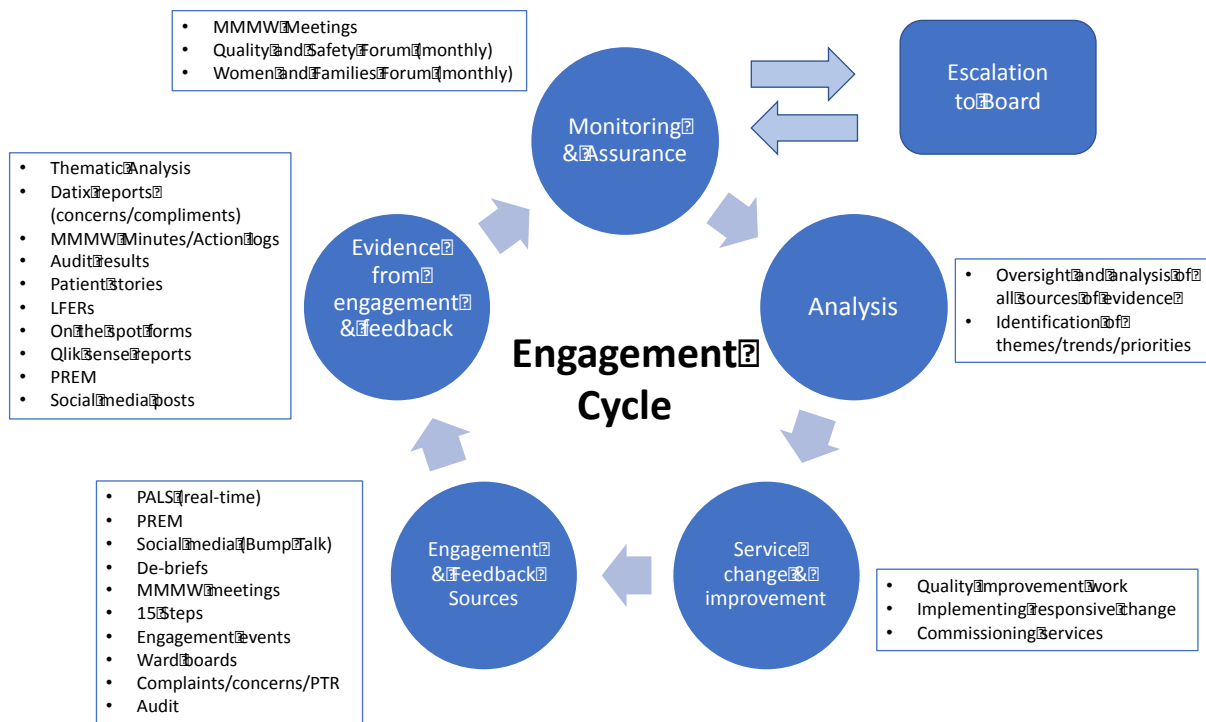 • MMMW Meetings
• Quality and Safety Forum (monthly)
• Women and Families Forum (monthly)
Monitoring
& Assurance
Escalation
to Board
• Thematic Analysis
• Datix reports
(concerns/compliments)
• MMMW Minutes/Action logs
• Audit results
• Patient stories
• LFERs
• On the spot forms
• Qlik sense reports
• PREM
• Social media posts
Evidence
from
engagement
& feedback
Analysis
• Oversight and analysis of
all sources of evidence
• Identification of
themes/trends/priorities
Engagement
Cycle
• PALS (real-time)
• PREM
• Social media (Bump Talk)
• De-briefs
• MMMW meetings
• 15 Steps
• Engagement events
• Ward boards
• Complaints/concerns/PTR
• Audit
Engagement
& Feedback
Sources
Service
change &
improvement
• Quality improvement work
• Implementing responsive change
• Commissioning services